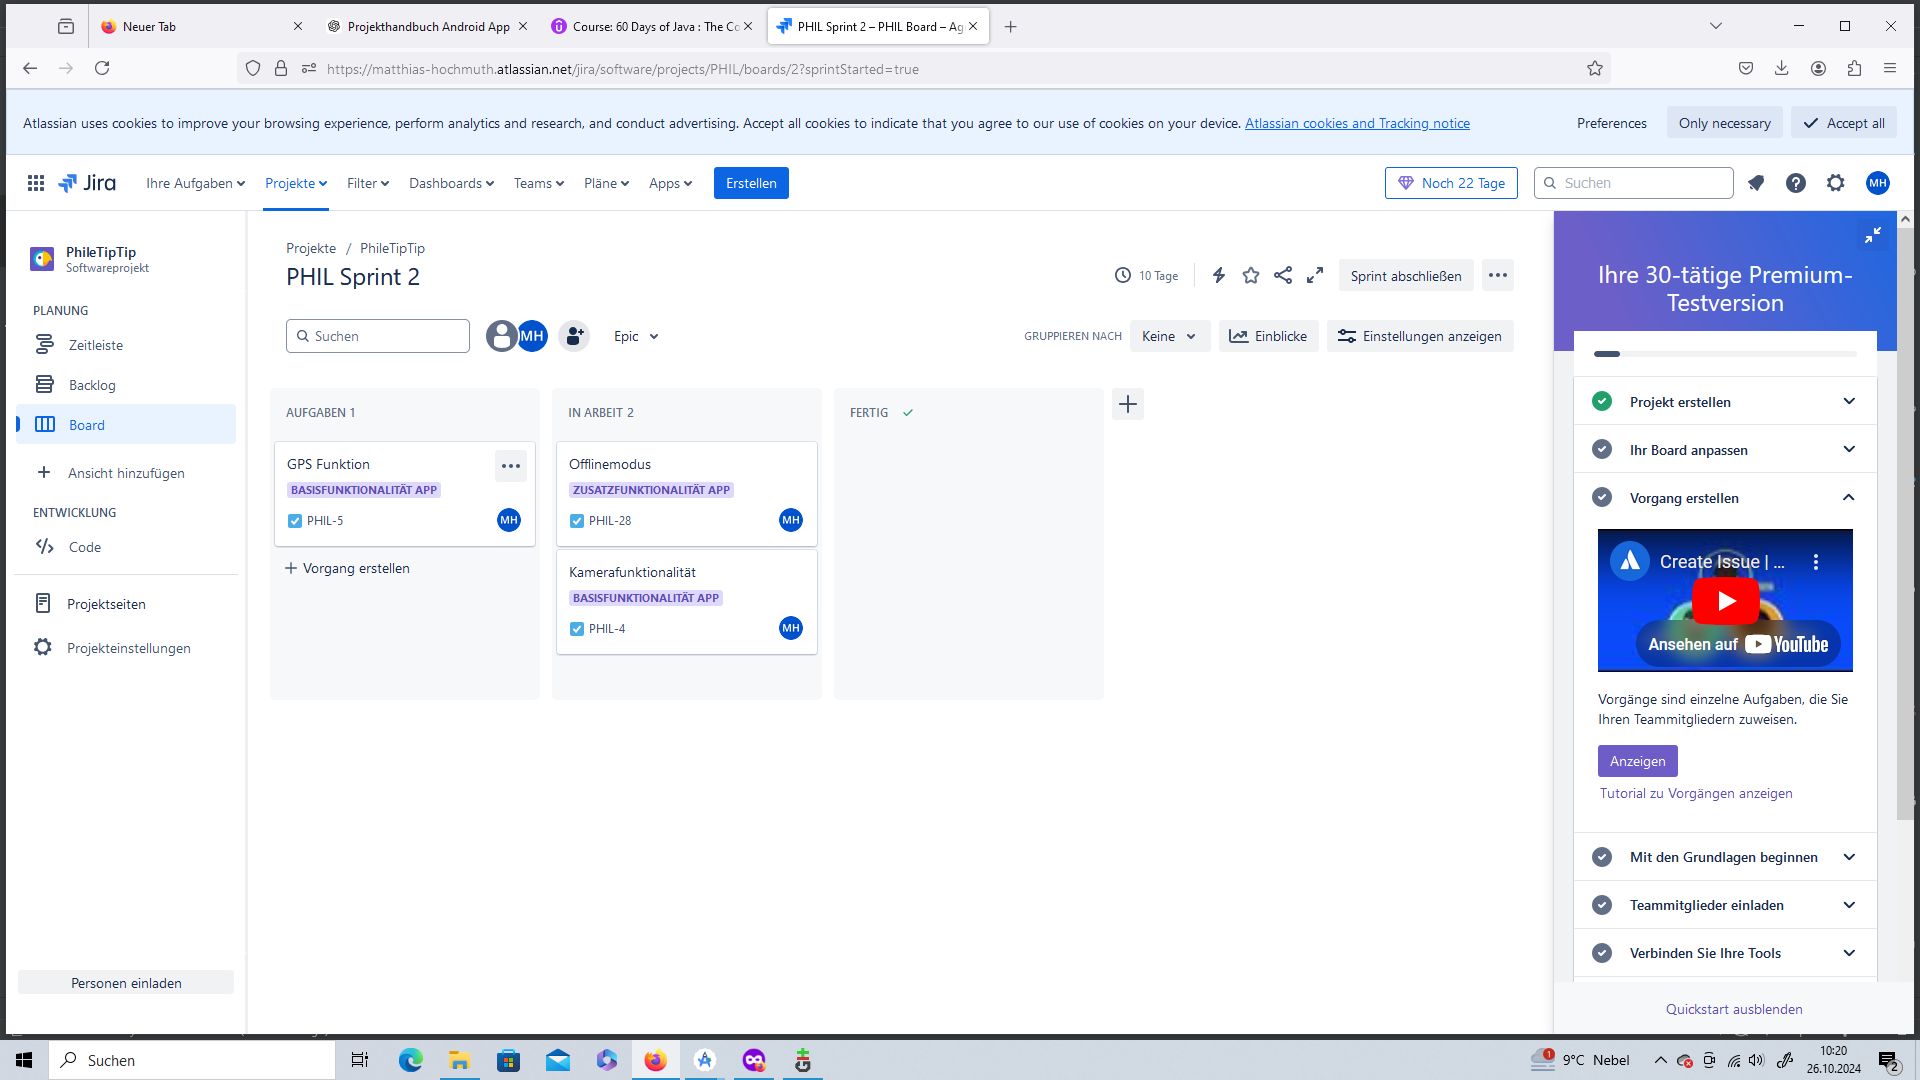 Neuer Tab
Projekthandbuch Android App
Course: 60 Days of Java : The Co
PHIL Sprint 2 – PHIL Board – Ag
https://matthias-hochmuth.atlassian.net/jira/software/projects/PHIL/boards/2?sprintStarted=true
Atlassian uses cookies to improve your browsing experience, perform analytics and research, and conduct advertising. Accept all cookies to indicate that you agree to our use of cookies on your device. Atlassian cookies and Tracking notice
Preferences
Only necessary
Accept all
Jira
Ihre Aufgaben
Projekte
Filter
Dashboards
Teams
Pläne
Apps
Erstellen
Noch 22 Tage
Suchen
MH
PhileTipTip
Softwareprojekt
PLANUNG
Zeitleiste
Backlog
Board
Ansicht hinzufügen
ENTWICKLUNG
Code
Projektseiten
Projekteinstellungen
Personen einladen
Projekte / PhileTipTip
PHIL Sprint 2
10 Tage
Sprint abschließen
Suchen
MH
Epic
GRUPPIEREN NACH
Keine
Einblicke
Einstellungen anzeigen
AUFGABEN 1
GPS Funktion
BASISFUNKTIONALITÄT APP
PHIL-5
MH
+ Vorgang erstellen
IN ARBEIT 2
Offlinemodus
ZUSATZFUNKTIONALITÄT APP
PHIL-28
MH
Kamerafunktionalität
BASISFUNKTIONALITÄT APP
PHIL-4
MH
FERTIG
Ihre 30-tätige Premium-
Testversion
Projekt erstellen
Ihr Board anpassen
Vorgang erstellen
Create Issue | ...
Ansehen auf YouTube
Vorgänge sind einzelne Aufgaben, die Sie
Ihren Teammitgliedern zuweisen.
Anzeigen
Tutorial zu Vorgängen anzeigen
Mit den Grundlagen beginnen
Teammitglieder einladen
Verbinden Sie Ihre Tools
Quickstart ausblenden
Suchen
1
9°C Nebel
10:20
26.10.2024
2